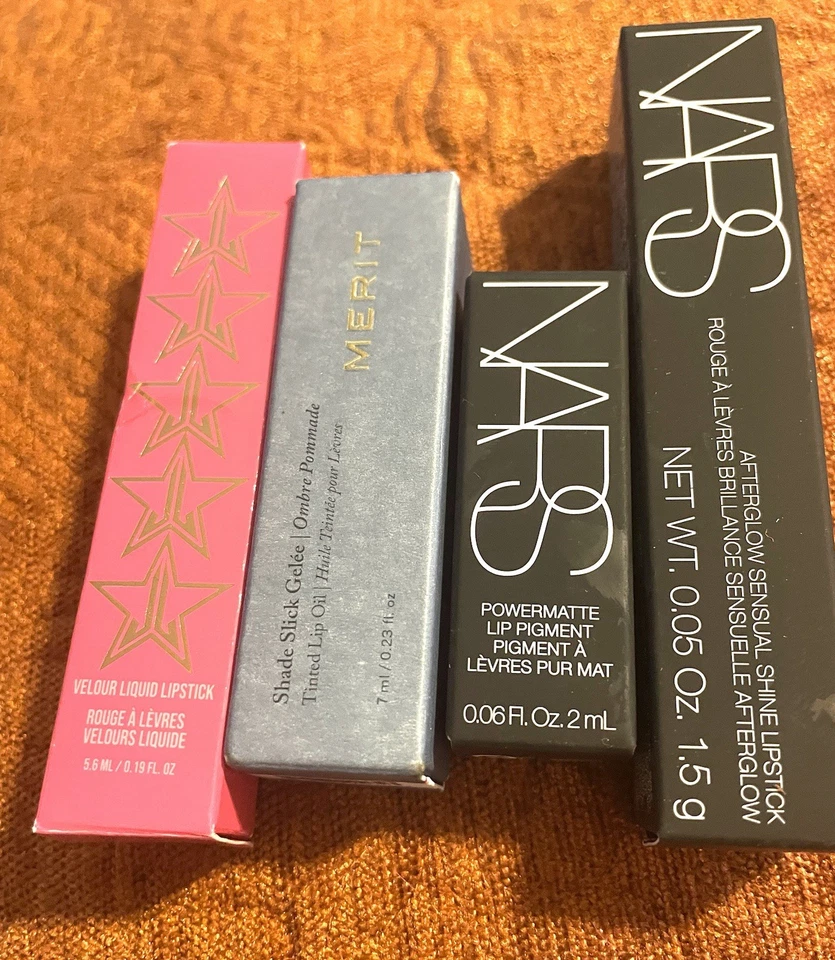 VELOUR LIQUID LIPSTICK
ROUGE À LÈVRES
VELOURS LIQUIDE
5.6 ML / 0.19 FL. OZ
MERIT
Shade Slick Gelée | Ombre Pommade
Tinted Lip Oil | Huile Teintée pour Lèvres
7 ml / 0.23 fl. oz
NARS
POWERMATTE
LIP PIGMENT
PIGMENT À
LÈVRES PUR MAT
0.06 Fl. Oz. 2 mL
NARS
AFTERGLOW SENSUAL SHINE LIPSTICK
ROUGE À LÈVRES BRILLANCE SENSUELLE AFTERGLOW
NET WT. 0.05 Oz. 1.5 g